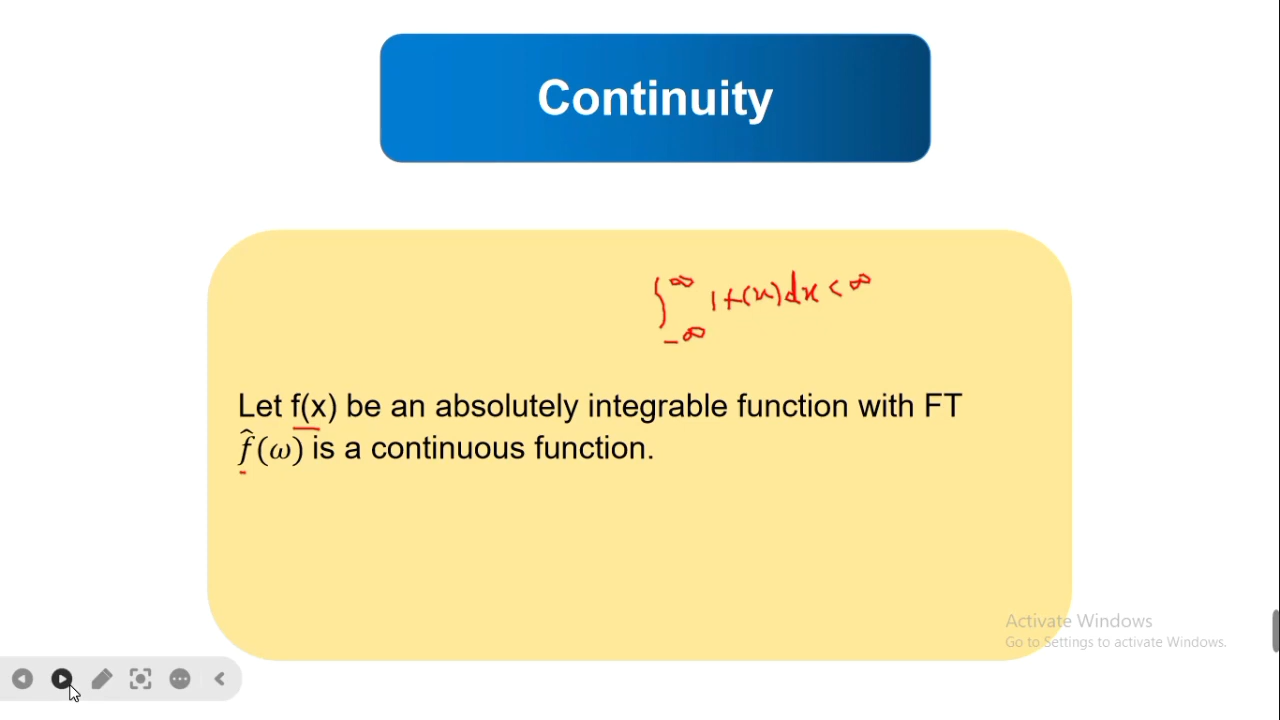 Continuity
∫_{-∞}^{∞} |f(x)dx < ∞
Let f(x) be an absolutely integrable function with FT
f̂(ω) is a continuous function.
Activate Windows
Go to Settings to activate Windows.